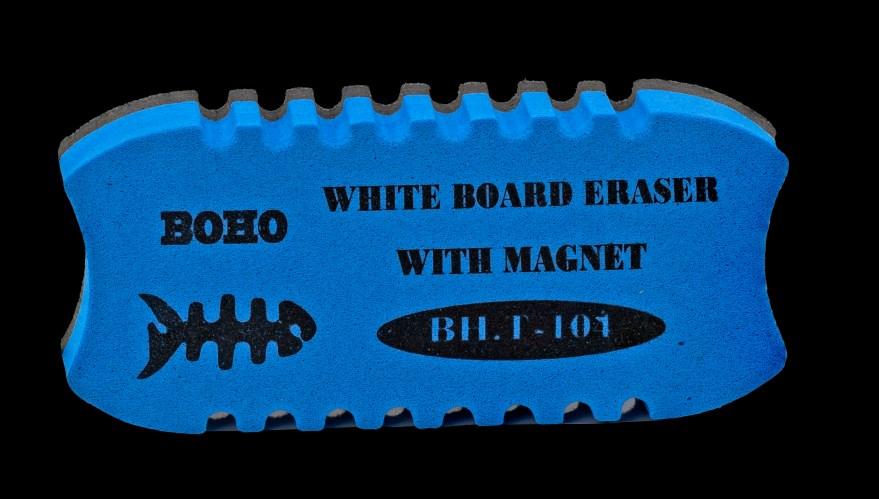 BOHO
WHITE BOARD ERASER
WITH MAGNET
BH.T-101